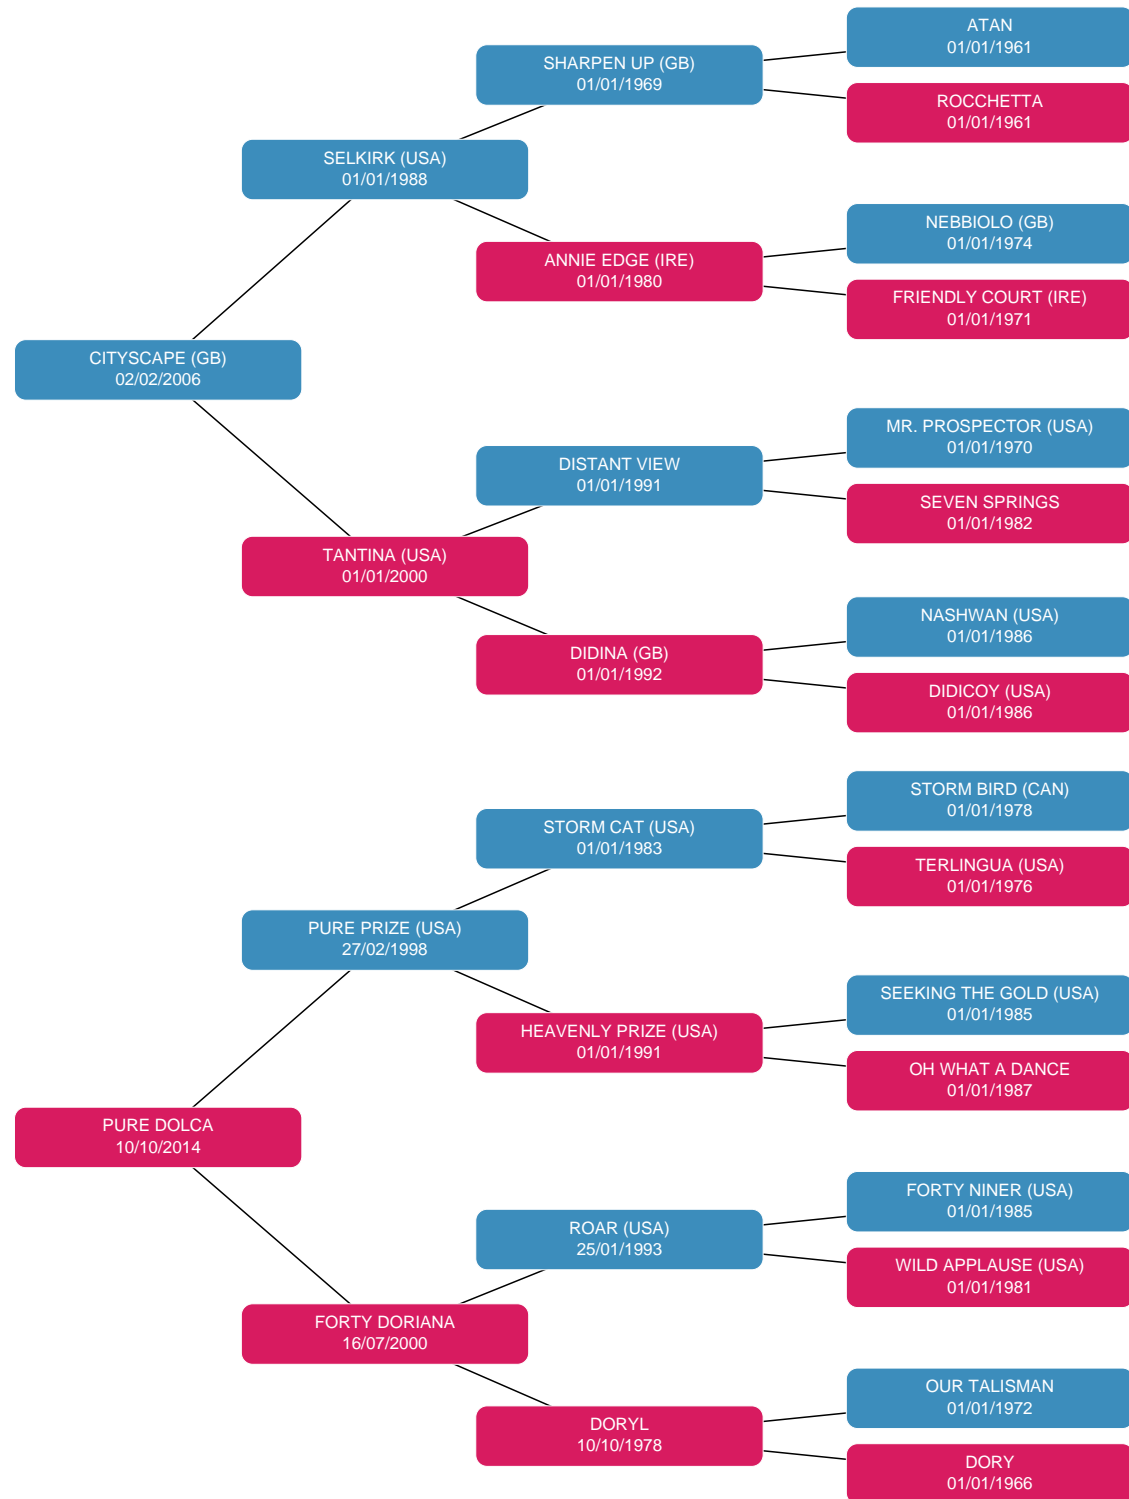 ATAN
01/01/1961
SHARPEN UP (GB)
01/01/1969
ROCCHETTA
01/01/1961
SELKIRK (USA)
01/01/1988
NEBBIOLO (GB)
01/01/1974
ANNIE EDGE (IRE)
01/01/1980
FRIENDLY COURT (IRE)
01/01/1971
CITYSCAPE (GB)
02/02/2006
MR. PROSPECTOR (USA)
01/01/1970
DISTANT VIEW
01/01/1991
SEVEN SPRINGS
01/01/1982
TANTINA (USA)
01/01/2000
NASHWAN (USA)
01/01/1986
DIDINA (GB)
01/01/1992
DIDICOY (USA)
01/01/1986
STORM BIRD (CAN)
01/01/1978
STORM CAT (USA)
01/01/1983
TERLINGUA (USA)
01/01/1976
PURE PRIZE (USA)
27/02/1998
SEEKING THE GOLD (USA)
01/01/1985
HEAVENLY PRIZE (USA)
01/01/1991
OH WHAT A DANCE
01/01/1987
PURE DOLCA
10/10/2014
FORTY NINER (USA)
01/01/1985
ROAR (USA)
25/01/1993
WILD APPLAUSE (USA)
01/01/1981
FORTY DORIANA
16/07/2000
OUR TALISMAN
01/01/1972
DORYL
10/10/1978
DORY
01/01/1966